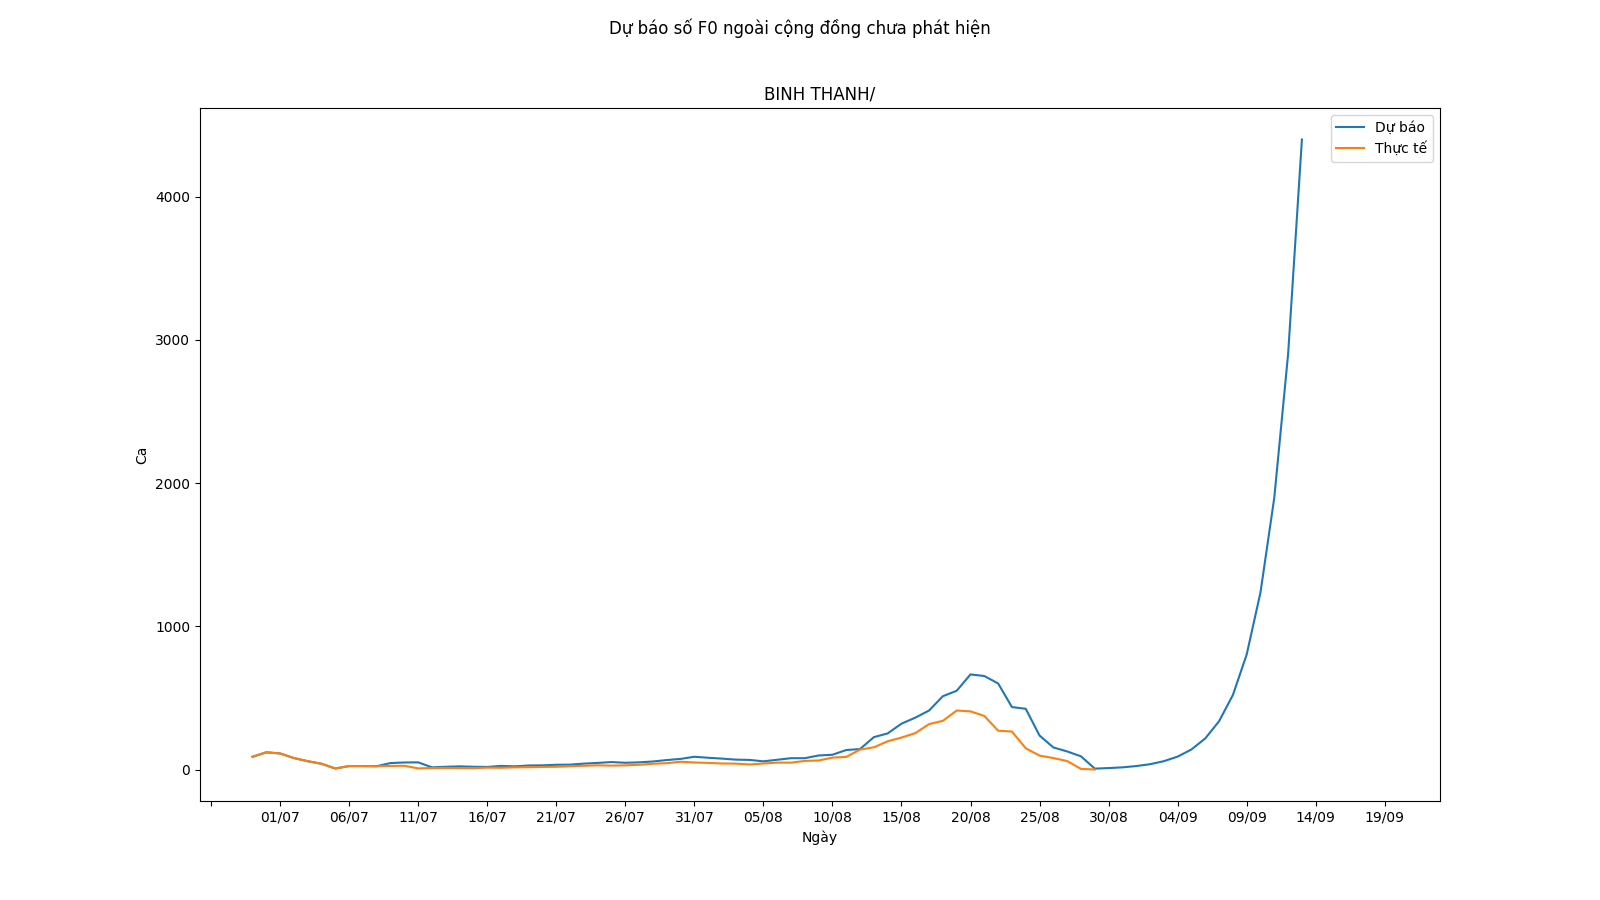 Dự báo số F0 ngoài cộng đồng chưa phát hiện
BINH THANH/
Dự báo
Thực tế
4000
3000
2000
1000
0
Ca
01/07 06/07 11/07 16/07 21/07 26/07 31/07 05/08 10/08 15/08 20/08 25/08 30/08 04/09 09/09 14/09 19/09
Ngày